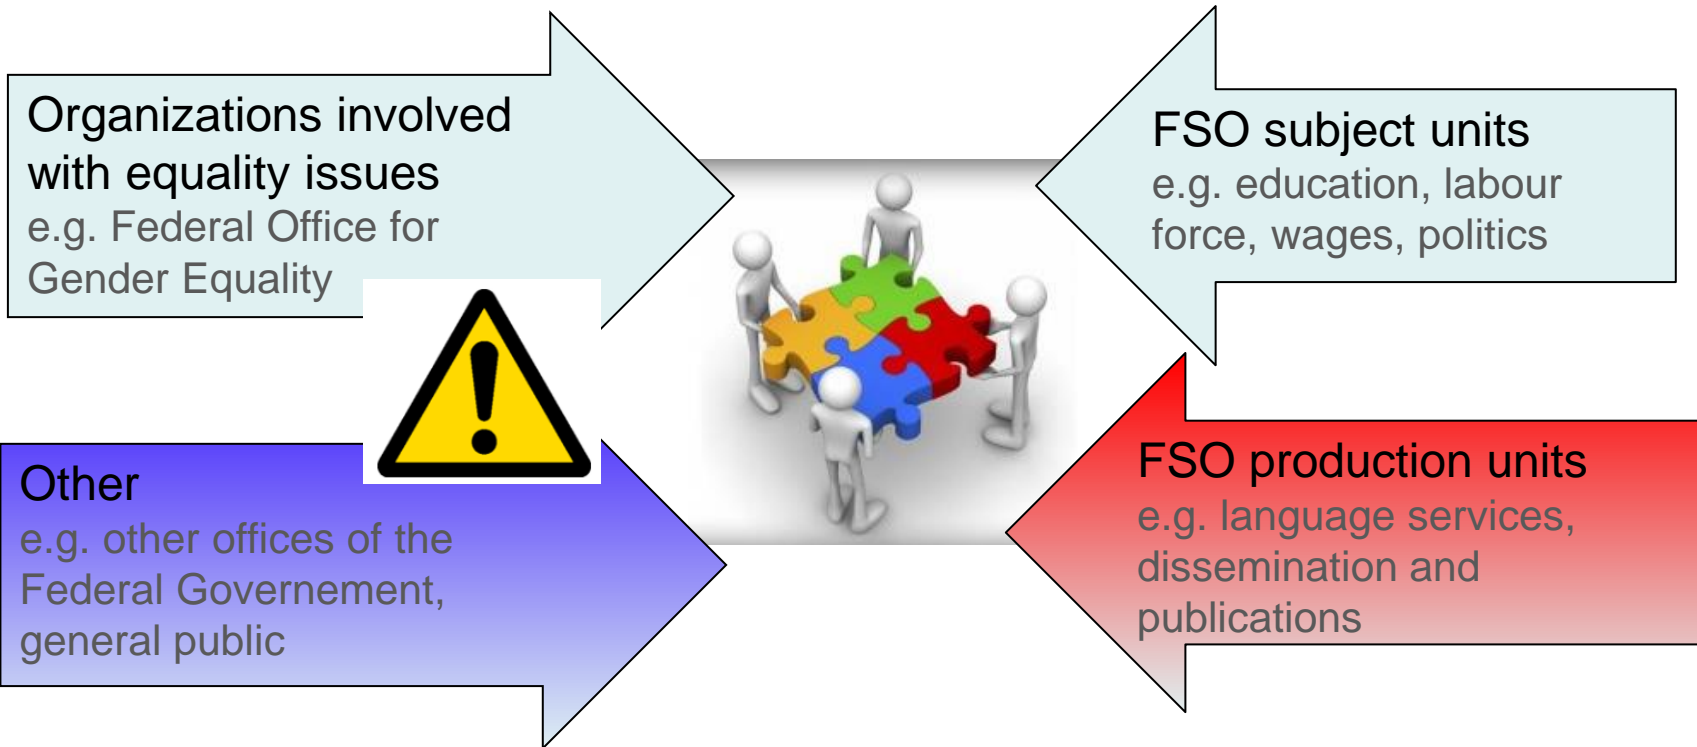 Organizations involved
with equality issues
e.g. Federal Office for
Gender Equality
FSO subject units
e.g. education, labour
force, wages, politics
Other
e.g. other offices of the
Federal Governement,
general public
FSO production units
e.g. language services,
dissemination and
publications